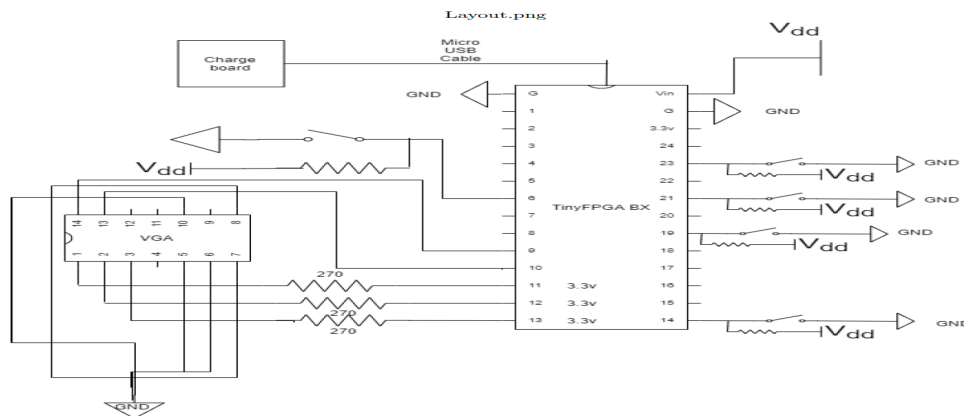 Layout.png
Charge
board
Micro
USB
Cable
Vdd
GND
G
1
2
3
4
5
6
7
8
9
10
11
12
13
Vin
G
3.3v
24
23
22
21
20
19
18
17
16
15
14
TinyFPGA BX
3.3v
3.3v
3.3v
GND
Vdd
GND
Vdd
GND
Vdd
GND
Vdd
GND
Vdd
14
13
12
11
10
9
8
VGA
1
2
3
4
5
6
7
270
270
270
GND